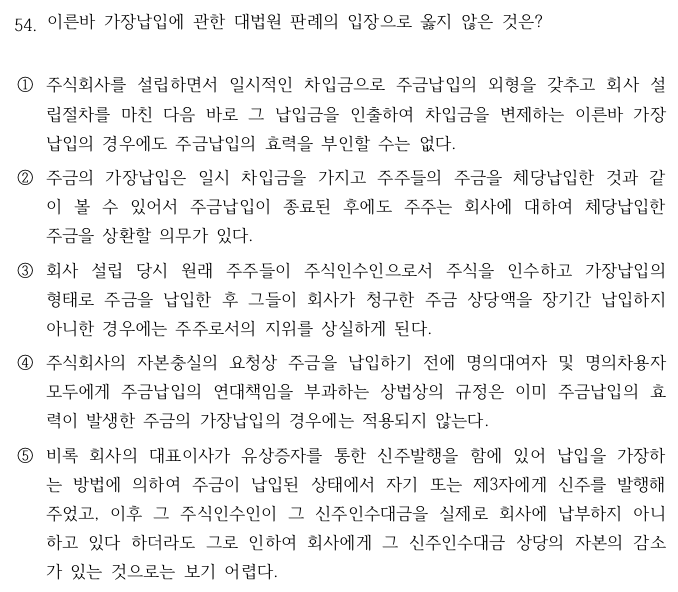 54. 이른바 가장납입에 관한 대법원 판례의 입장으로 옳지 않은 것은?
① 주식회사를 설립하면서 일시적인 차입금으로 주금납입의 외형을 갖추고 회사 설
립절차를 마친 다음 바로 그 납입금을 인출하여 차입금을 변제하는 이른바 가장
납입의 경우에도 주금납입의 효력을 부인할 수는 없다.
② 주금의 가장납입은 일시 차입금을 가지고 주주들의 주금을 체당납입한 것과 같
이 볼 수 있어서 주금납입이 종료된 후에도 주주는 회사에 대하여 체당납입한
주금을 상환할 의무가 있다.
③ 회사 설립 당시 원래 주주들이 주식인수인으로서 주식을 인수하고 가장납입의
형태로 주금을 납입한 후 그들이 회사가 청구한 주금 상당액을 장기간 납입하지
아니한 경우에는 주주로서의 지위를 상실하게 된다.
④ 주식회사의 자본충실의 요청상 주금을 납입하기 전에 명의대여자 및 명의차용자
모두에게 주금납입의 연대책임을 부과하는 상법상의 규정은 이미 주금납입의 효
력이 발생한 주금의 가장납입의 경우에는 적용되지 않는다.
⑤ 비록 회사의 대표이사가 유상증자를 통한 신주발행을 함에 있어 납입을 가장하
는 방법에 의하여 주금이 납입된 상태에서 자기 또는 제3자에게 신주를 발행해
주었고, 이후 그 주식인수인이 그 신주인수대금을 실제로 회사에 납부하지 아니
하고 있다 하더라도 그로 인하여 회사에게 그 신주인수대금 상당의 자본의 감소
가 있는 것으로는 보기 어렵다.